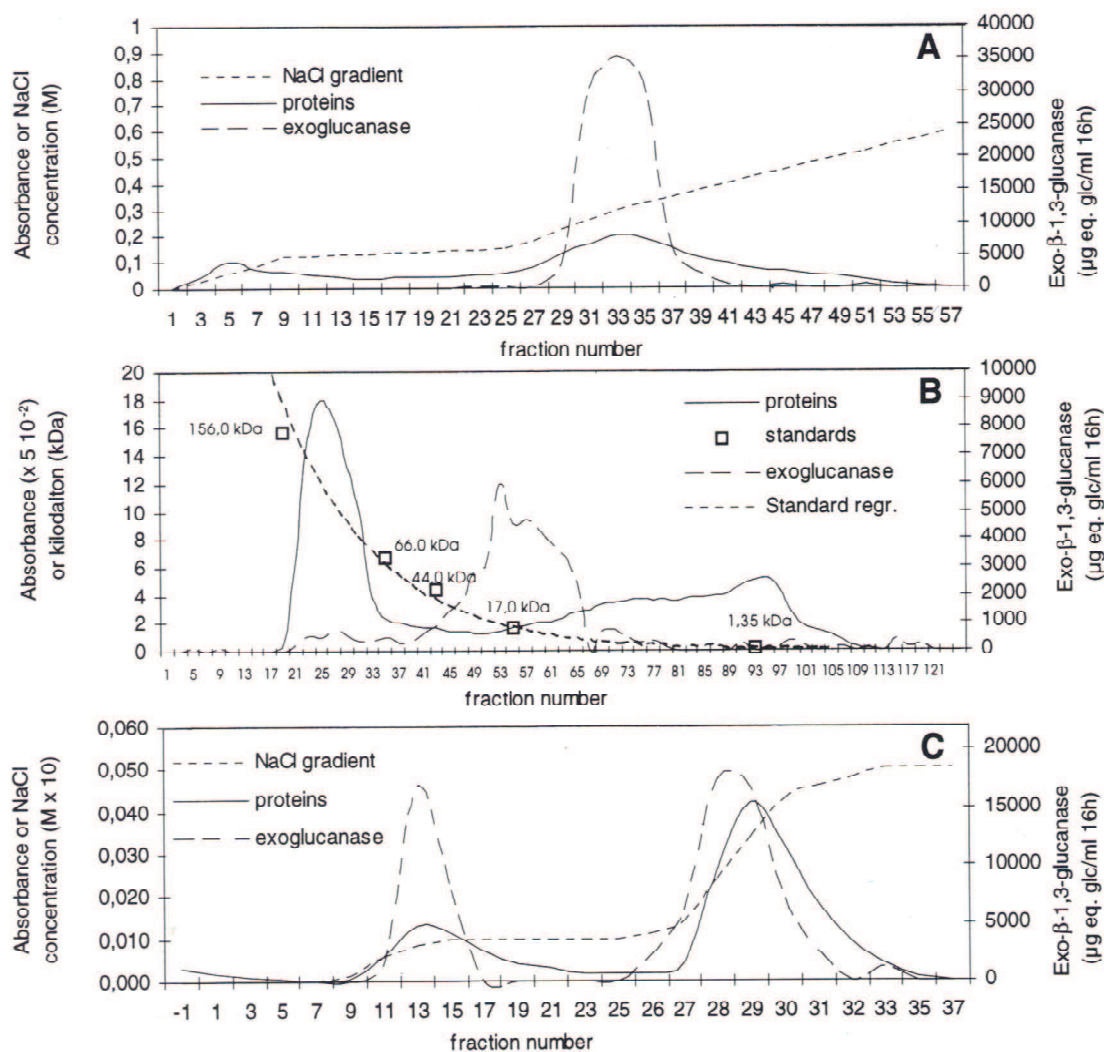 A
Absorbance or NaCl
concentration (M)
1
0,9
0,8
0,7
0,6
0,5
0,4
0,3
0,2
0,1
0
NaCl gradient
proteins
exoglucanase
40000
35000
30000
25000
20000
15000
10000
5000
0
Exo-β-1,3-glucanase
(µg eq. glc/ml 16h)
1 3 5 7 9 11 13 15 17 19 21 23 25 27 29 31 33 35 37 39 41 43 45 47 49 51 53 55 57
fraction number
B
Absorbance (x 5 10⁻²)
or kilodalton (kDa)
20
18
16
14
12
10
8
6
4
2
0
156,0 kDa
66,0 kDa
44,0 kDa
17,0 kDa
1,35 kDa
proteins
standards
exoglucanase
Standard regr.
10000
9000
8000
7000
6000
5000
4000
3000
2000
1000
0
Exo-β-1,3-glucanase
(µg eq. glc/ml 16h)
1 5 9 13 17 21 25 29 33 37 41 45 49 53 57 61 65 69 73 77 81 85 89 93 97 101 105 109 113 117 121
fraction number
C
Absorbance or NaCl
concentration (M x 10)
0,060
0,050
0,040
0,030
0,020
0,010
0,000
NaCl gradient
proteins
exoglucanase
20000
15000
10000
5000
0
Exo-β-1,3-glucanase
(µg eq. glc/ml 16h)
-1 1 3 5 7 9 11 13 15 17 19 21 23 25 26 27 28 29 30 31 32 33 35 37
fraction number